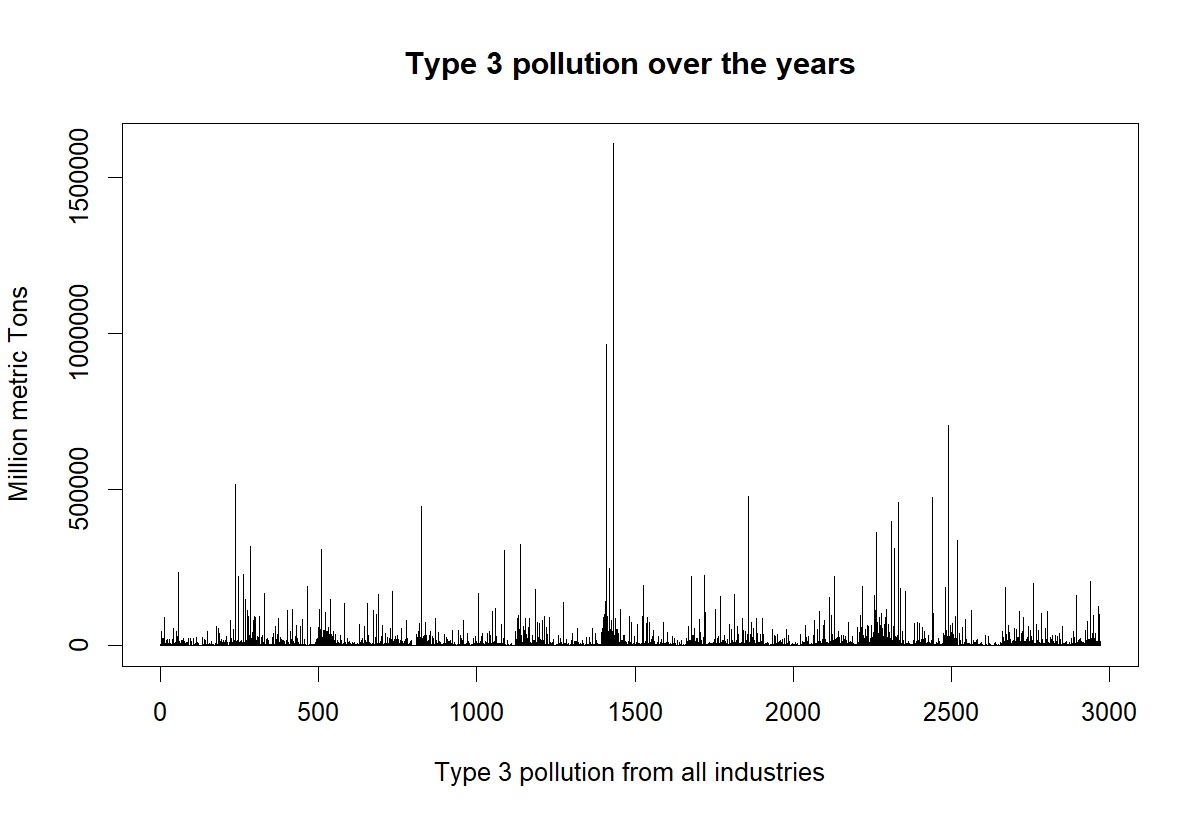 Type 3 pollution over the years
Million metric Tons
1500000
1000000
500000
0
0 500 1000 1500 2000 2500 3000
Type 3 pollution from all industries